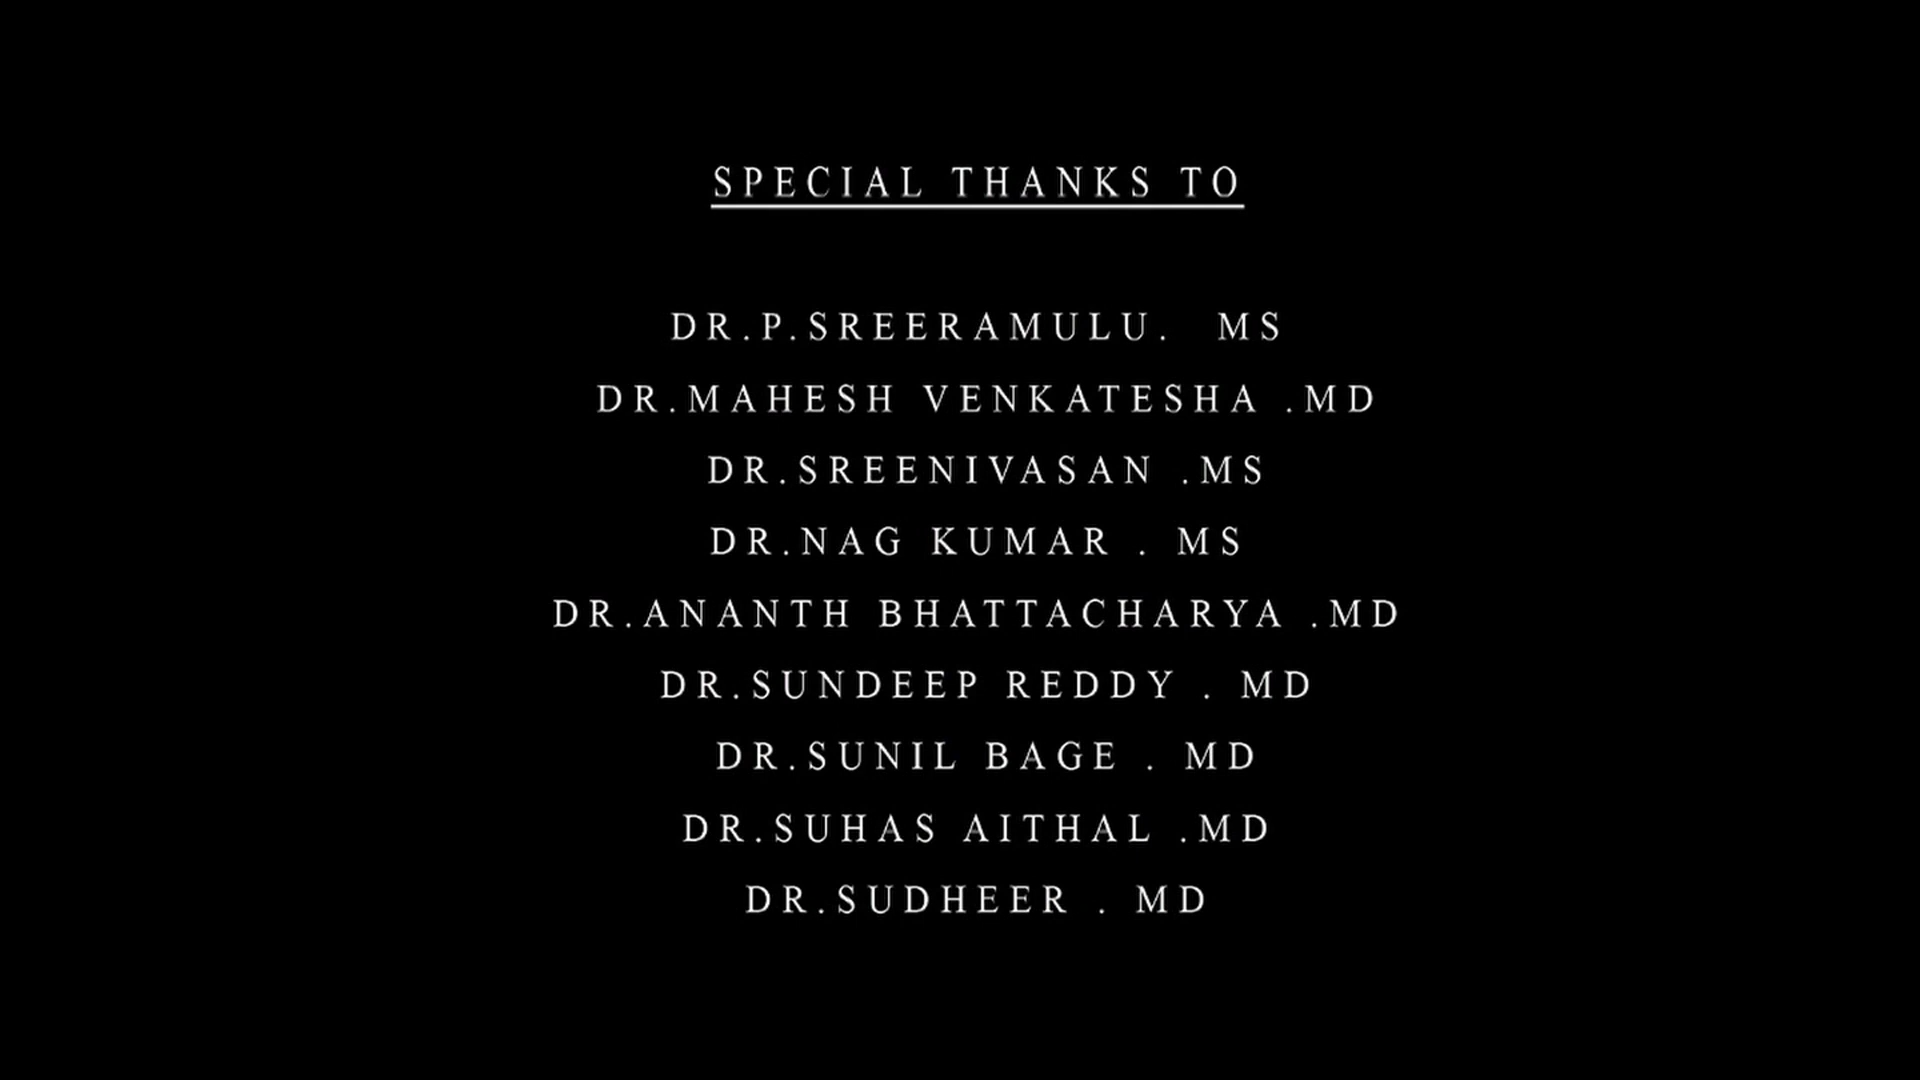 SPECIAL THANKS TO
DR.P.SREERAMULU. MS
DR.MAHESH VENKATESHA .MD
DR.SREENIVASAN .MS
DR.NAG KUMAR . MS
DR.ANANTH BHATTACHARYA .MD
DR.SUNDEEP REDDY . MD
DR.SUNIL BAGE . MD
DR.SUHAS AITHAL .MD
DR.SUDHEER . MD